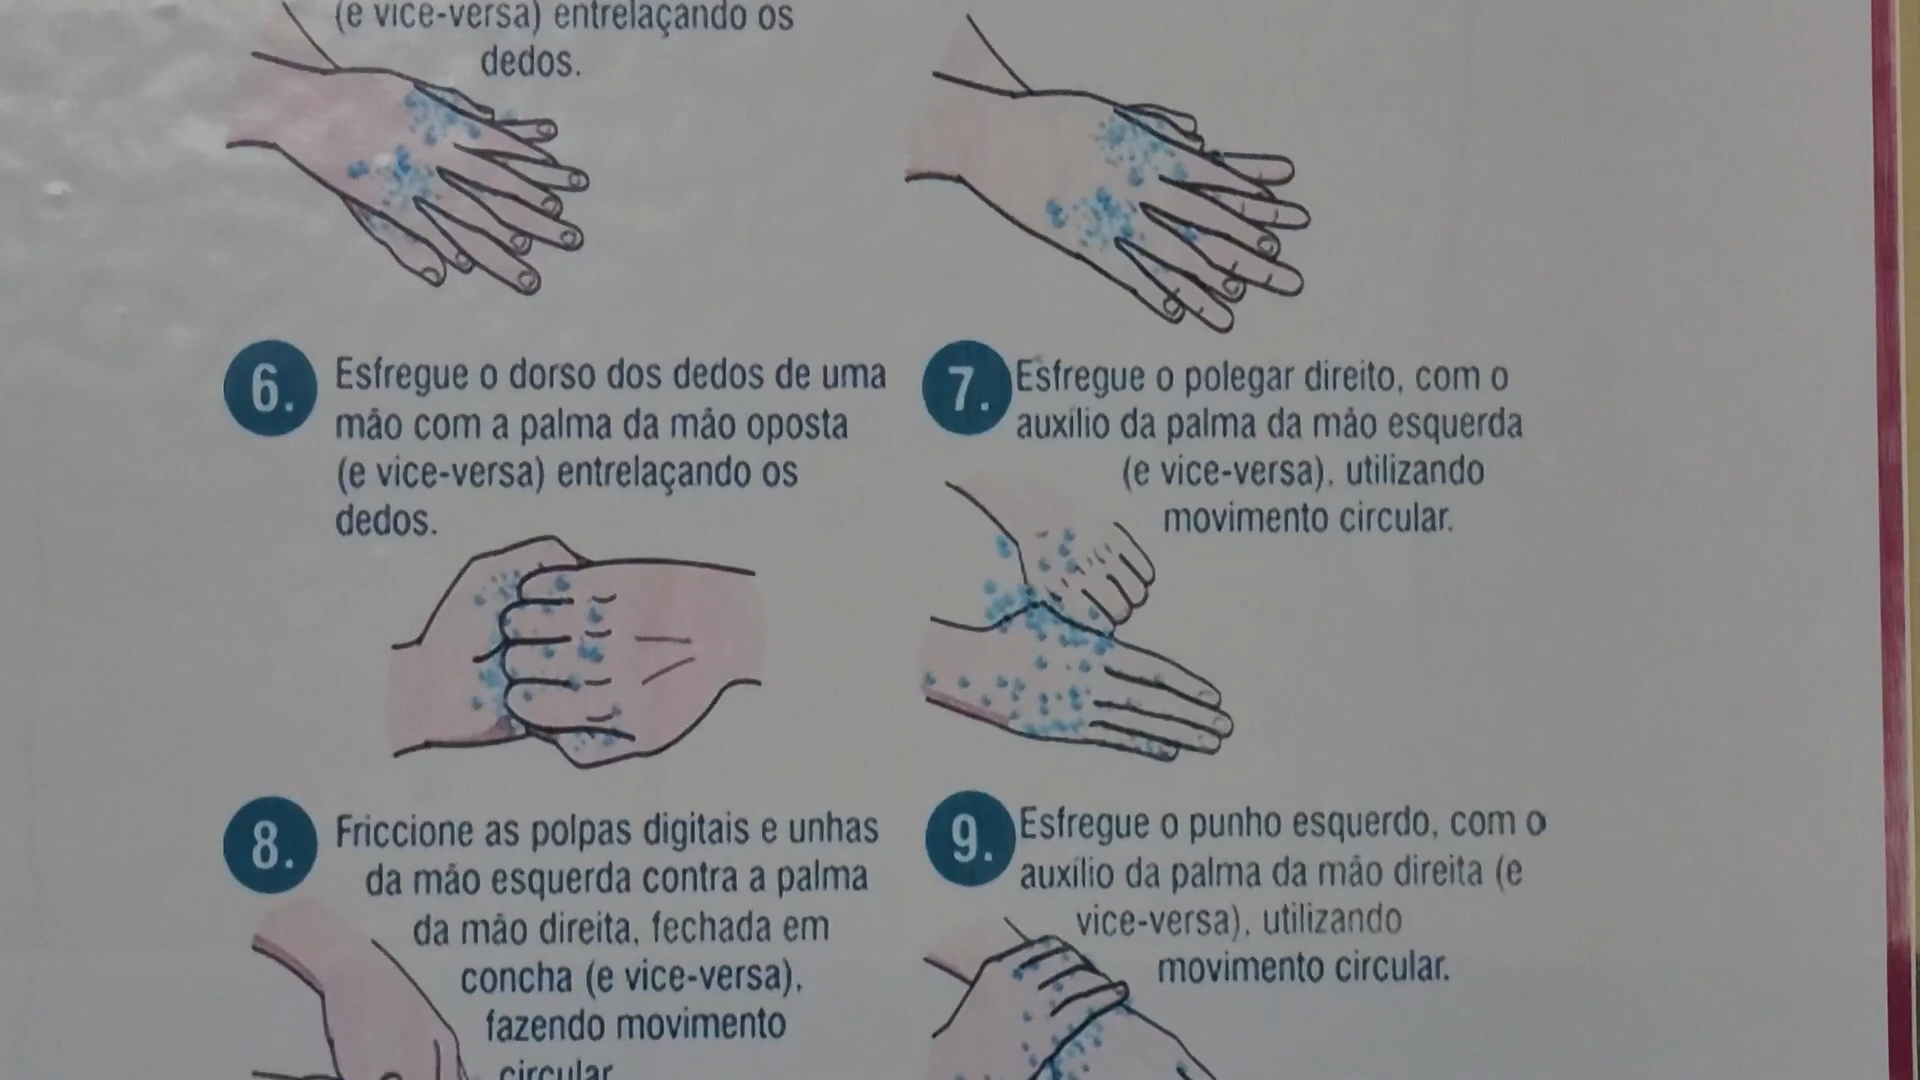 (e vice-versa) entrelaçando os
dedos.
6.
Esfregue o dorso dos dedos de uma
mão com a palma da mão oposta
(e vice-versa) entrelaçando os
dedos.
7.
Esfregue o polegar direito, com o
auxílio da palma da mão esquerda
(e vice-versa), utilizando
movimento circular.
8.
Friccione as polpas digitais e unhas
da mão esquerda contra a palma
da mão direita, fechada em
concha (e vice-versa),
fazendo movimento
circular
9.
Esfregue o punho esquerdo, com o
auxílio da palma da mão direita (e
vice-versa), utilizando
movimento circular.